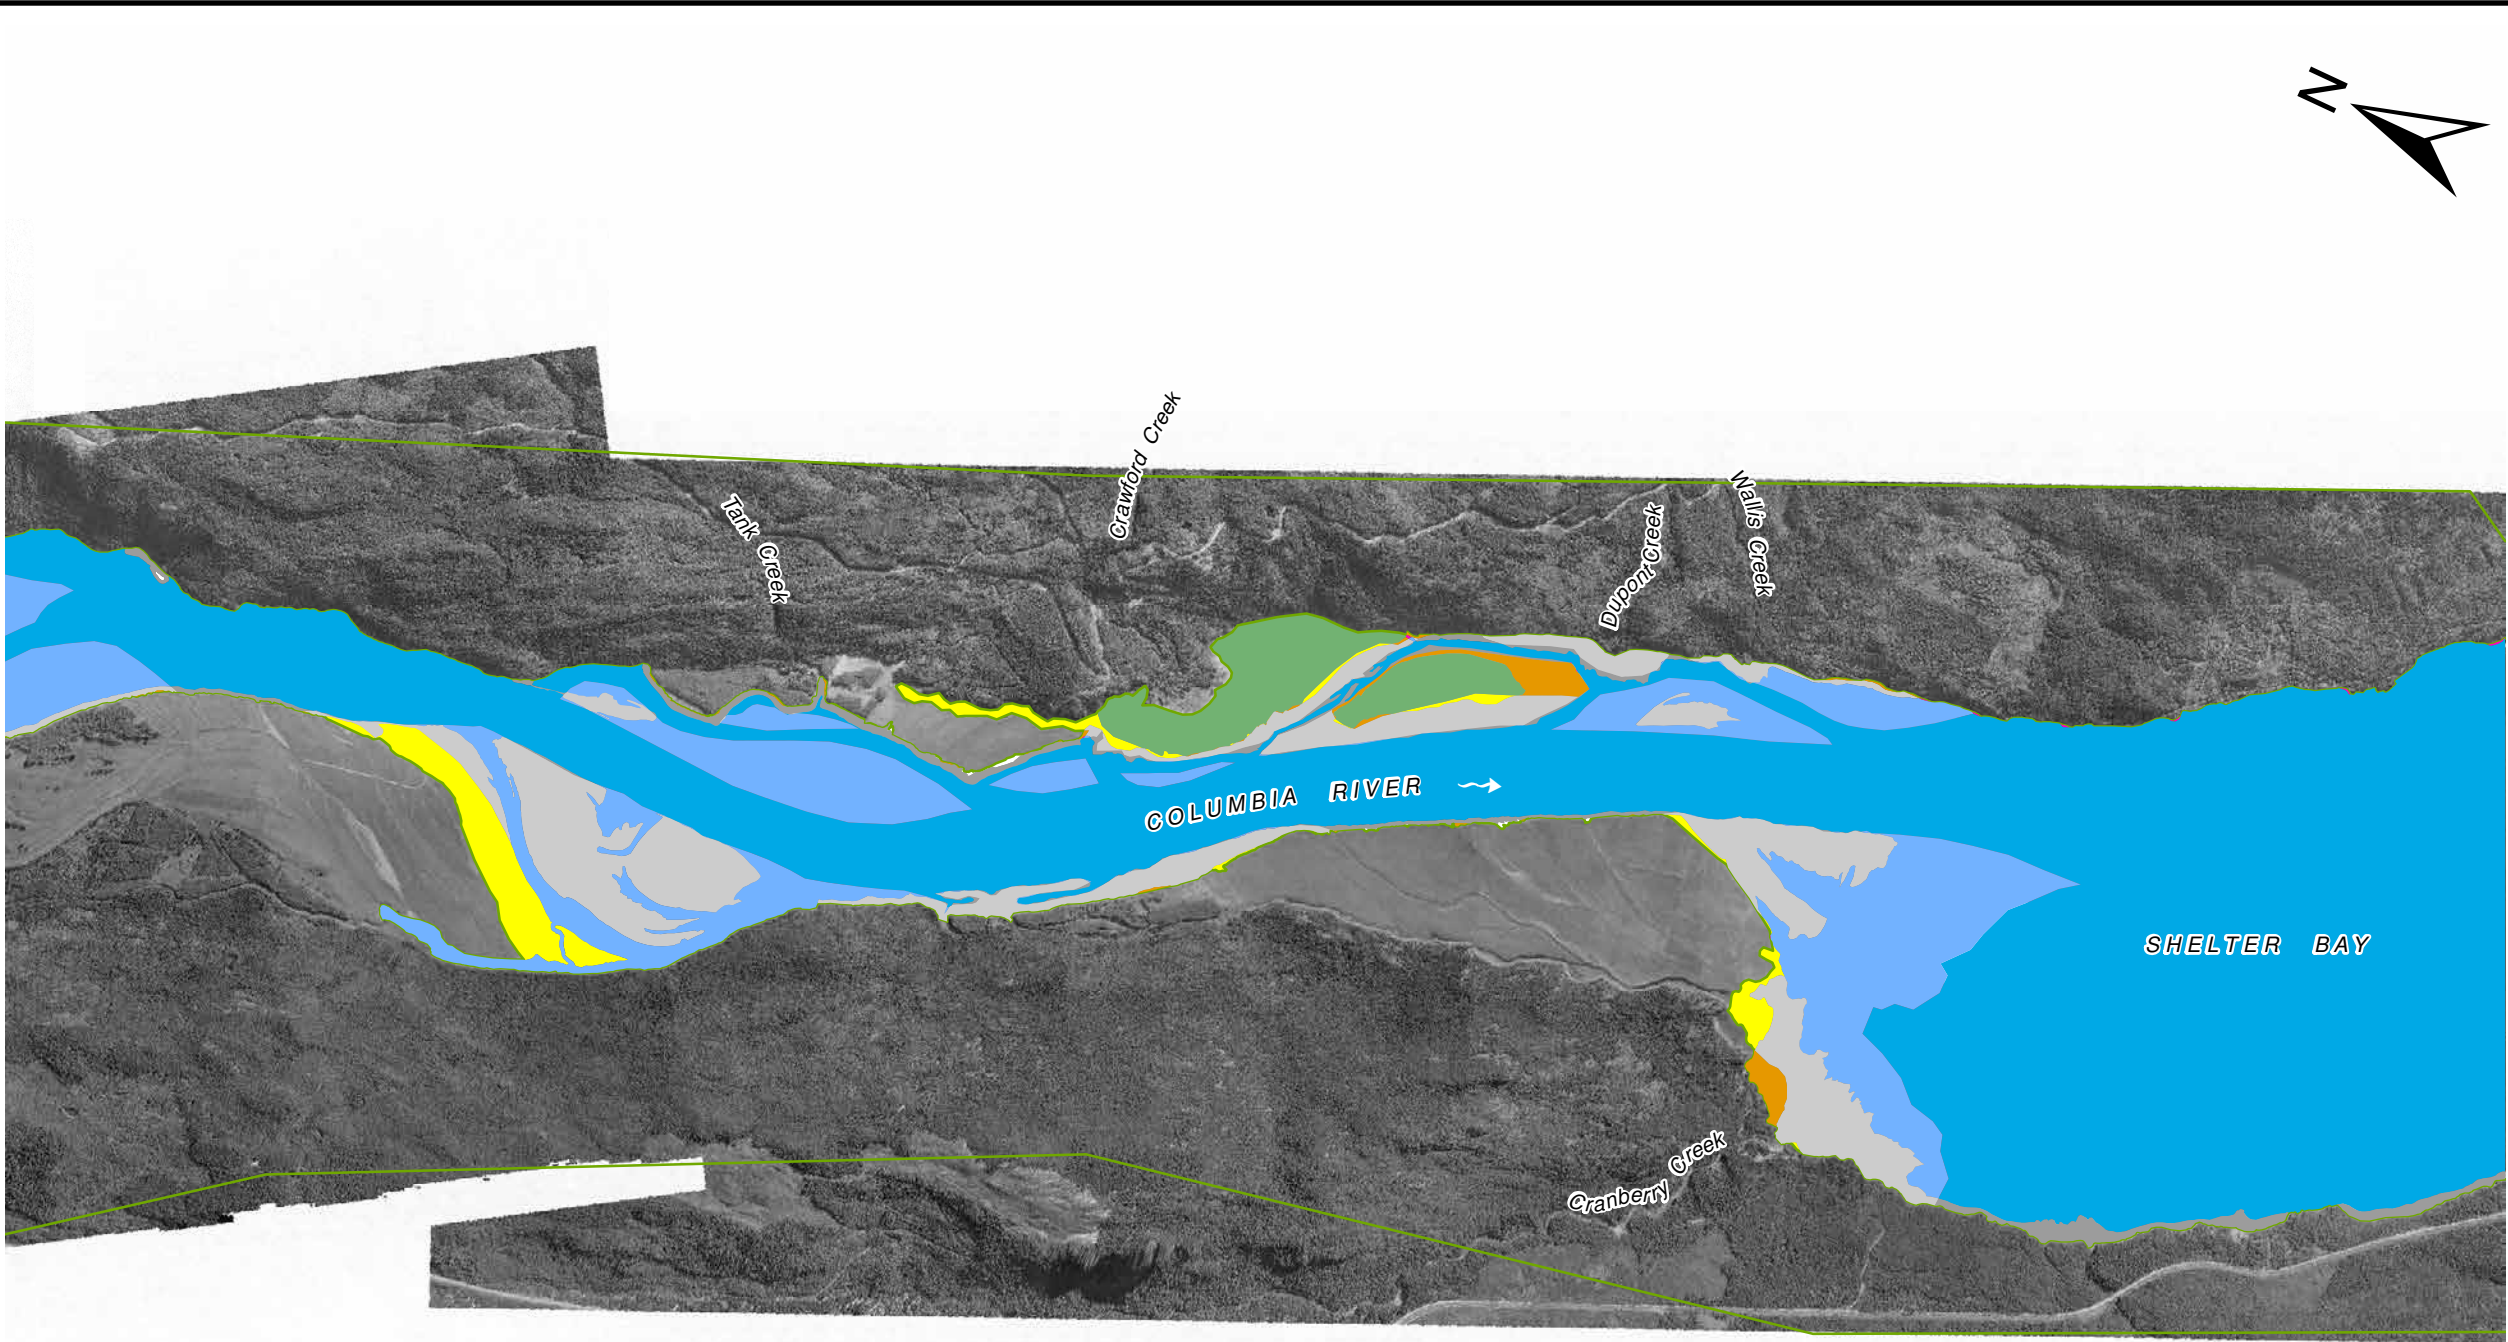 N
Crawford Creek
Tank Creek
Dupont Creek
Wallis Creek
COLUMBIA RIVER
SHELTER BAY
Cranberry Creek